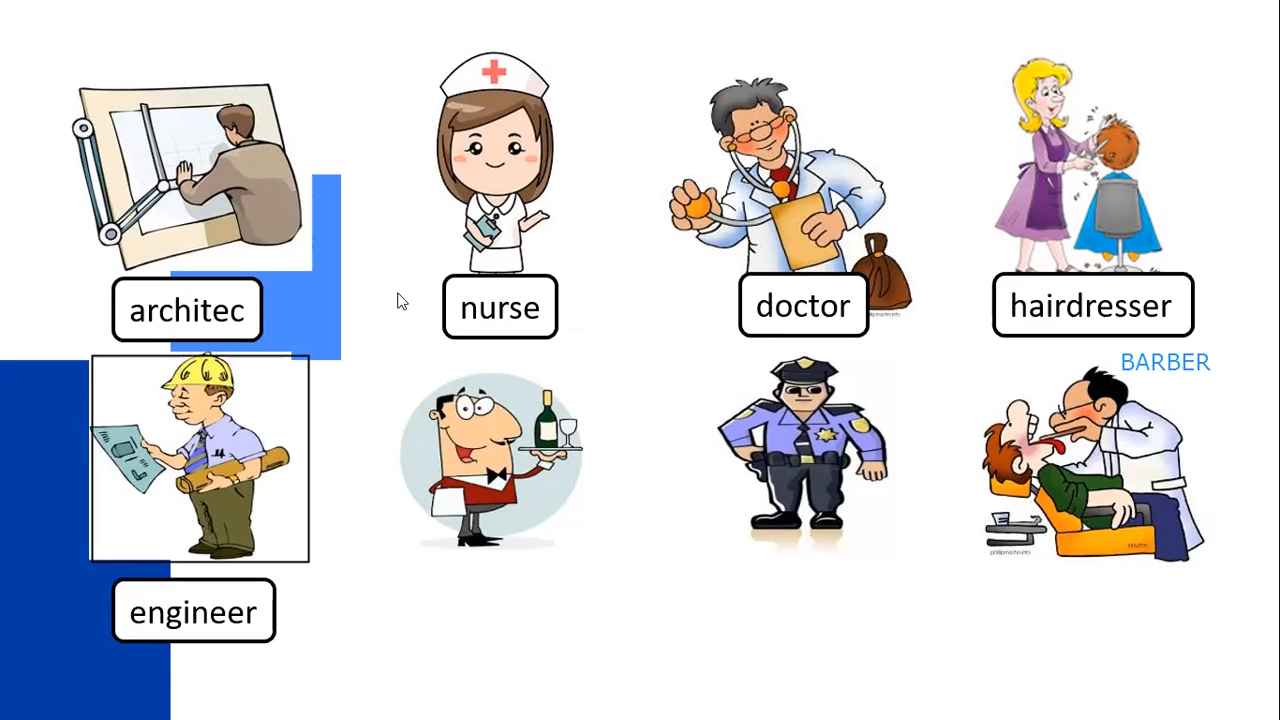 architec
nurse
doctor
hairdresser
BARBER
engineer